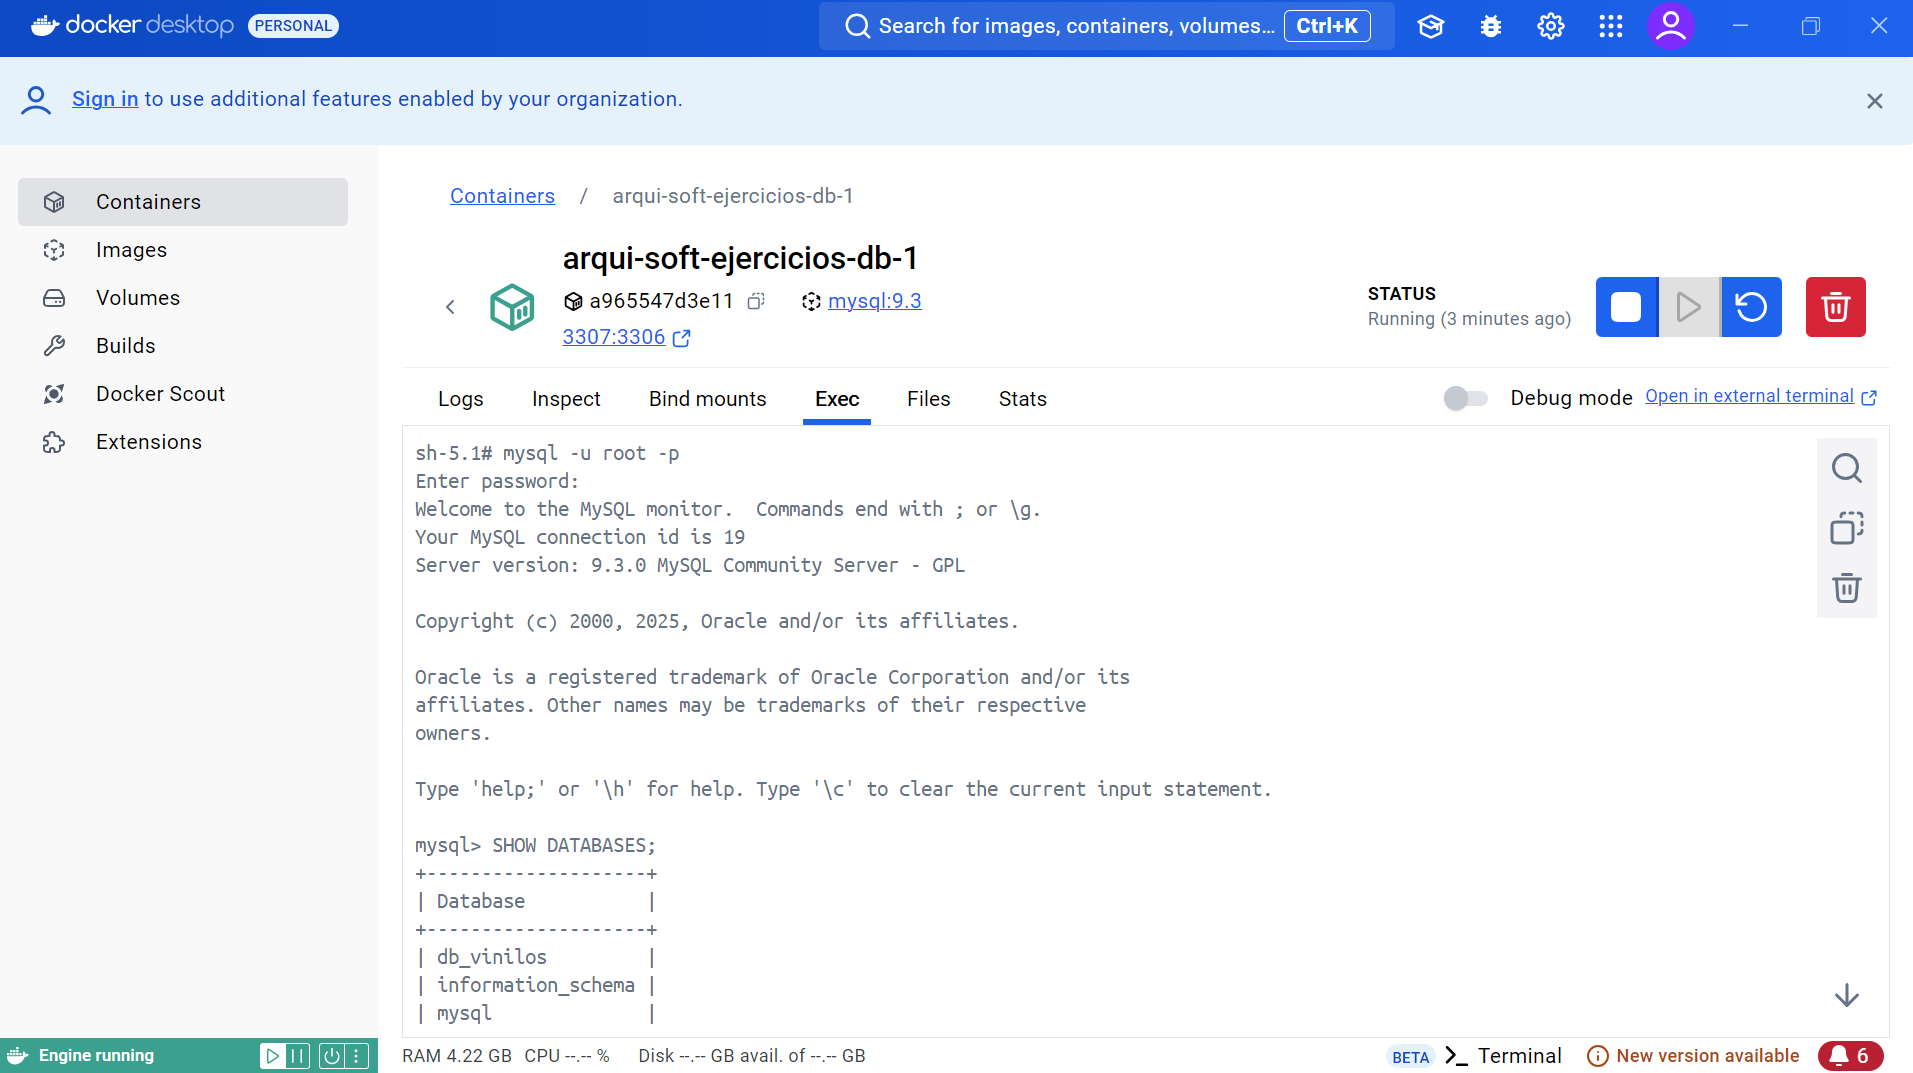 docker desktop PERSONAL
Search for images, containers, volumes... Ctrl+K
Sign in to use additional features enabled by your organization.
Containers
Images
Volumes
Builds
Docker Scout
Extensions
Containers / arqui-soft-ejercicios-db-1
arqui-soft-ejercicios-db-1
a965547d3e11 mysql:9.3
3307:3306
STATUS
Running (3 minutes ago)
Logs Inspect Bind mounts Exec Files Stats
Debug mode Open in external terminal
sh-5.1# mysql -u root -p
Enter password:
Welcome to the MySQL monitor.  Commands end with ; or \g.
Your MySQL connection id is 19
Server version: 9.3.0 MySQL Community Server - GPL
Copyright (c) 2000, 2025, Oracle and/or its affiliates.
Oracle is a registered trademark of Oracle Corporation and/or its
affiliates. Other names may be trademarks of their respective
owners.
Type 'help;' or '\h' for help. Type '\c' to clear the current input statement.
mysql> SHOW DATABASES;
+--------------------+
| Database           |
+--------------------+
| db_vinilos         |
| information_schema |
| mysql              |
Engine running
RAM 4.22 GB CPU --.-- % Disk --.-- GB avail. of --.-- GB
BETA Terminal New version available 6